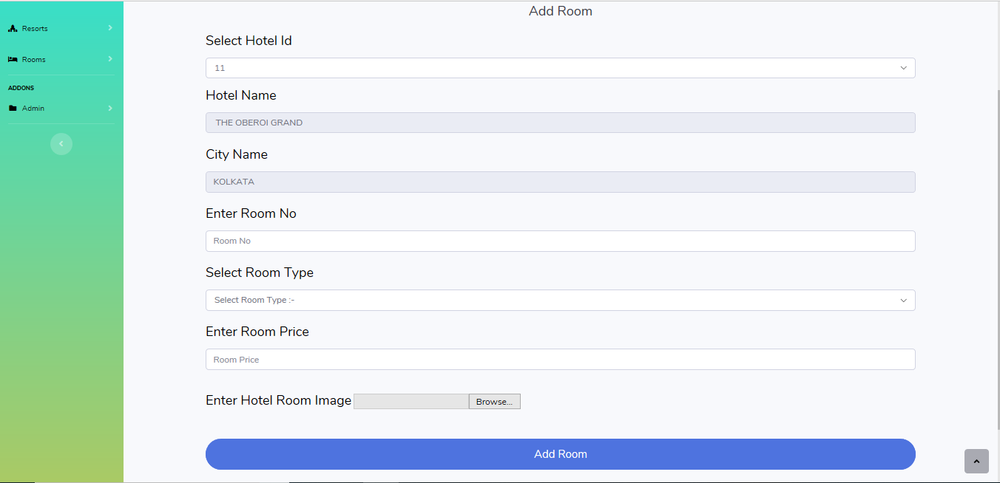 Resorts
Rooms
ADDONS
Admin
Add Room
Select Hotel Id
11
Hotel Name
THE OBEROI GRAND
City Name
KOLKATA
Enter Room No
Room No
Select Room Type
Select Room Type :-
Enter Room Price
Room Price
Enter Hotel Room Image Browse...
Add Room